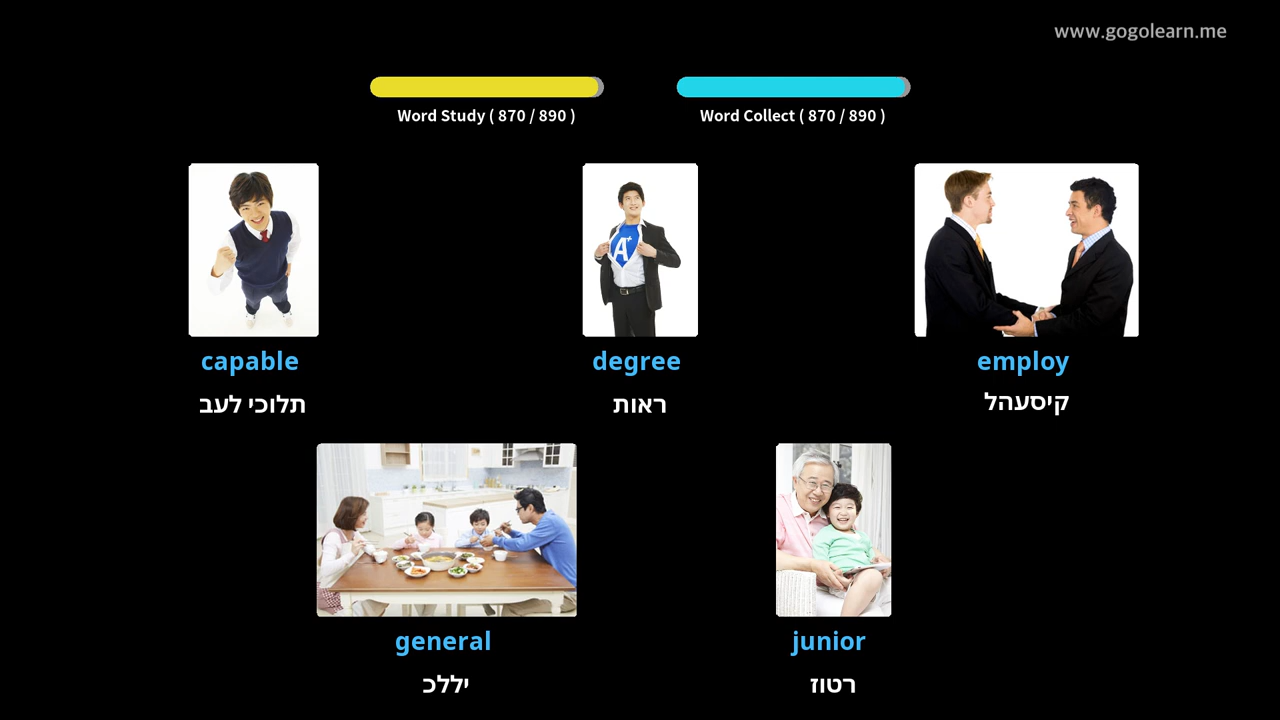 www.gogolearn.me
Word Study ( 870 / 890 )
Word Collect ( 870 / 890 )
capable
תלוכי לעב
degree
ראות
employ
קיסעהל
general
יללכ
junior
רטוז